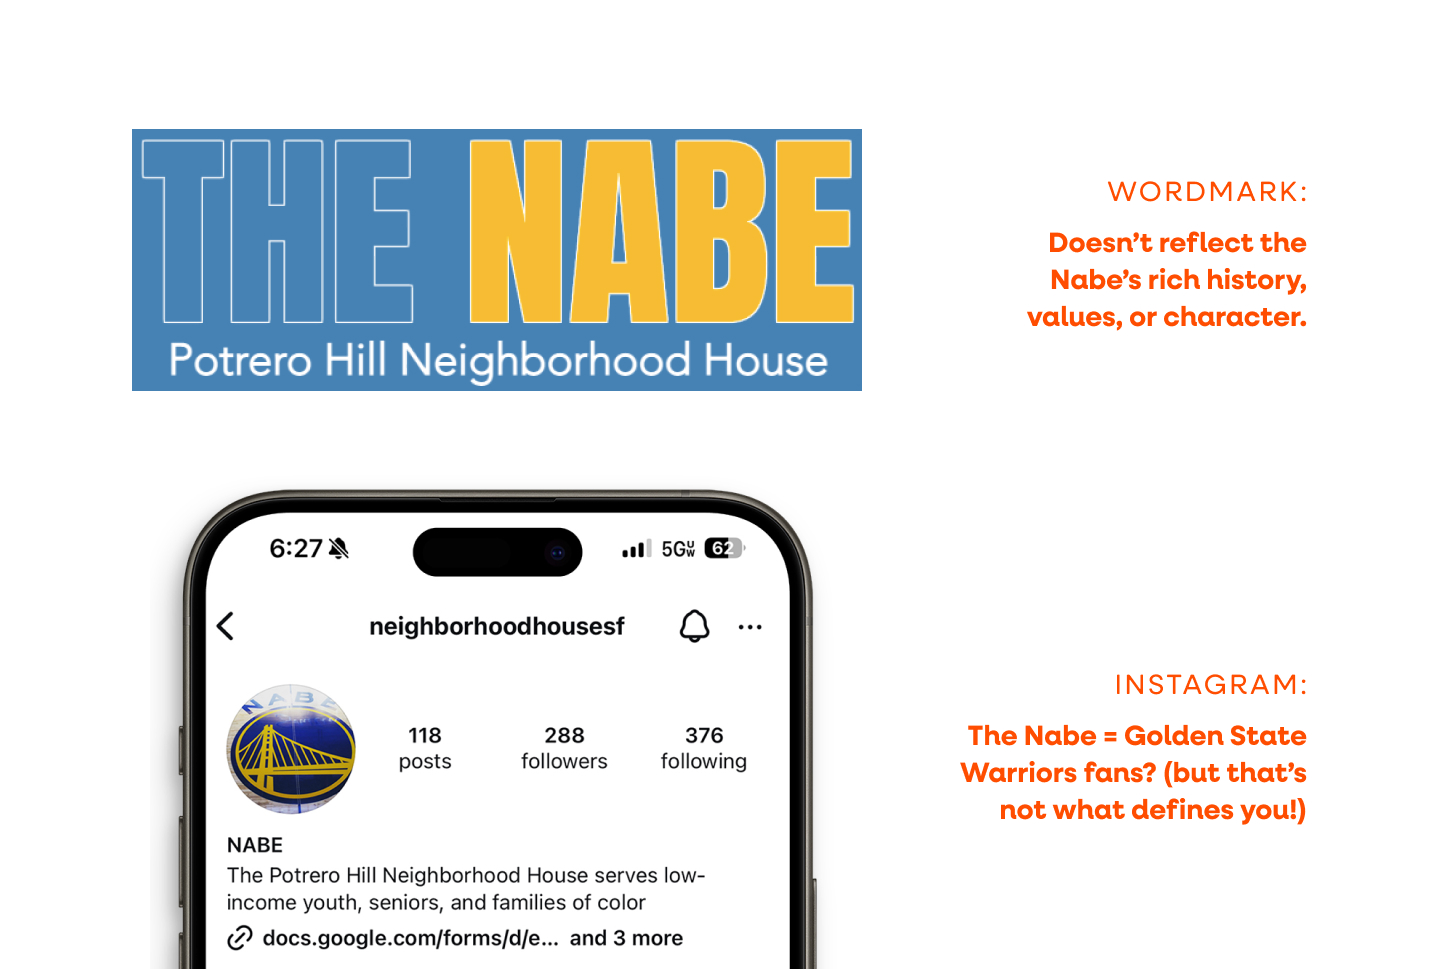 THE NABE
Potrero Hill Neighborhood House
WORDMARK:
Doesn’t reflect the
Nabe’s rich history,
values, or character.
6:27 5GUW 62
neighborhoodhousesf
NABE
118 288 376
posts followers following
NABE
The Potrero Hill Neighborhood House serves low-
income youth, seniors, and families of color
docs.google.com/forms/d/e... and 3 more
INSTAGRAM:
The Nabe = Golden State
Warriors fans? (but that’s
not what defines you!)